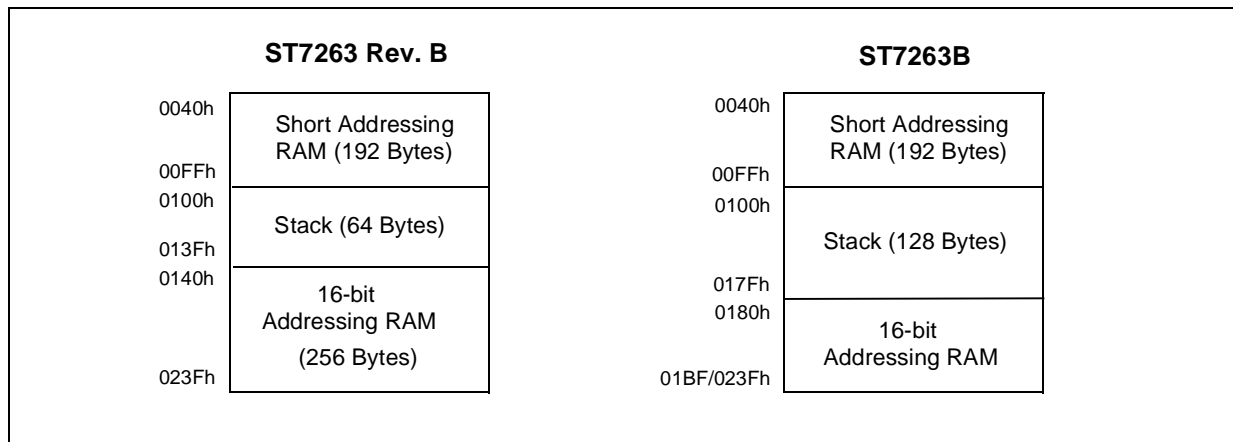 ST7263 Rev. B
0040h
Short Addressing
RAM (192 Bytes)
00FFh
0100h
Stack (64 Bytes)
013Fh
0140h
16-bit
Addressing RAM
(256 Bytes)
023Fh
ST7263B
0040h
Short Addressing
RAM (192 Bytes)
00FFh
0100h
Stack (128 Bytes)
017Fh
0180h
16-bit
Addressing RAM
01BF/023Fh